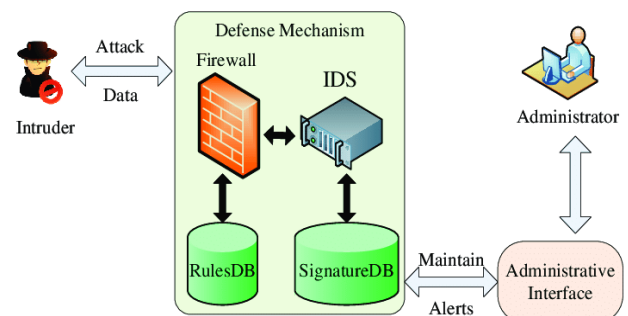 Defense Mechanism
Attack
Data
Intruder
Firewall
IDS
RulesDB
SignatureDB
Administrator
Maintain
Alerts
Administrative
Interface